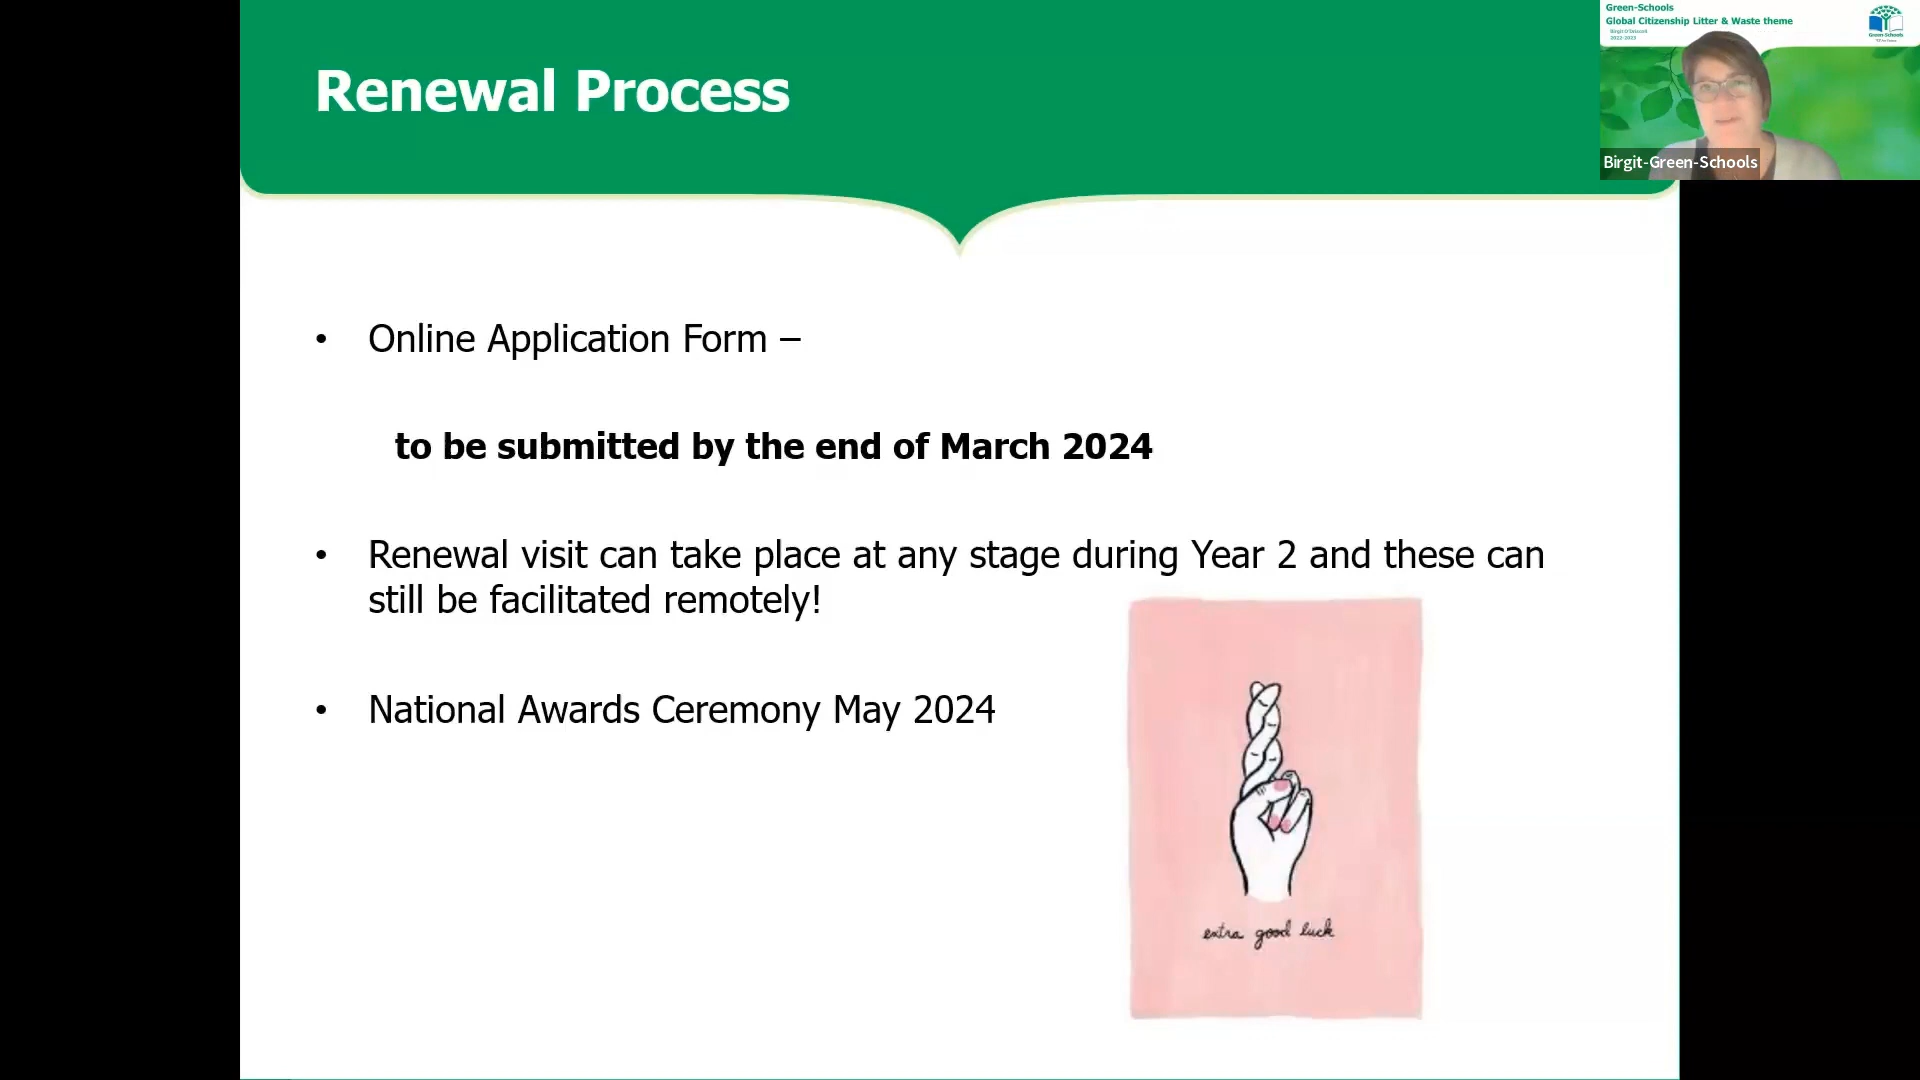 Renewal Process
Green-Schools
Global Citizenship Litter & Waste theme
Birgit O'Driscoll
2022-2023
Green-Schools
Birgit-Green-Schools
• Online Application Form –
to be submitted by the end of March 2024
• Renewal visit can take place at any stage during Year 2 and these can
still be facilitated remotely!
• National Awards Ceremony May 2024
extra good luck